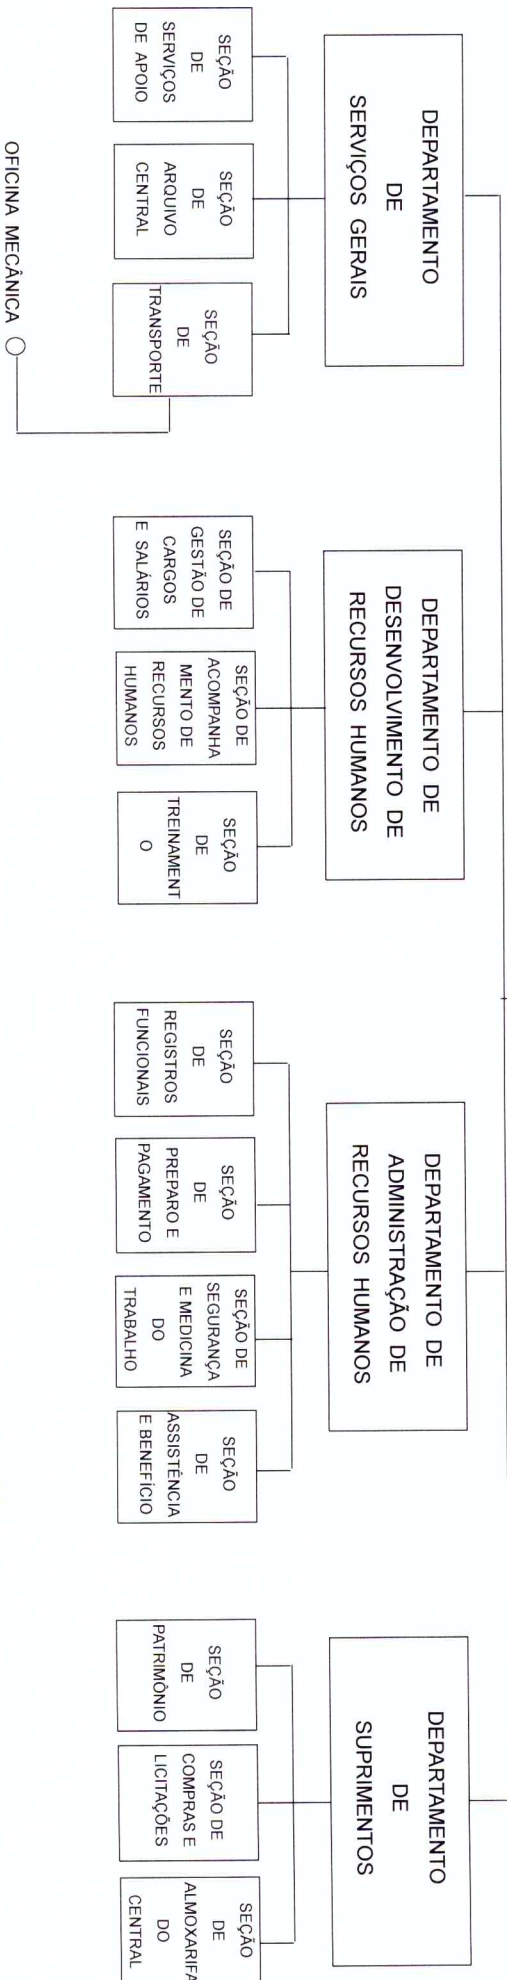 DEPARTAMENTO
DE
SERVIÇOS GERAIS
SEÇÃO
DE
SERVIÇOS
DE APOIO
SEÇÃO
DE
ARQUIVO
CENTRAL
SEÇÃO
DE
TRANSPORTE
OFICINA MECÂNICA
DEPARTAMENTO DE
DESENVOLVIMENTO DE
RECURSOS HUMANOS
SEÇÃO DE
GESTÃO DE
CARGOS
E SALÁRIOS
SEÇÃO DE
ACOMPANHA
MENTO DE
RECURSOS
HUMANOS
SEÇÃO
DE
TREINAMENT
O
DEPARTAMENTO DE
ADMINISTRAÇÃO DE
RECURSOS HUMANOS
SEÇÃO
DE
REGISTROS
FUNCIONAIS
SEÇÃO
DE
PREPARO E
PAGAMENTO
SEÇÃO DE
SEGURANÇA
E MEDICINA
DO
TRABALHO
SEÇÃO
DE
ASSISTÊNCIA
E BENEFÍCIO
DEPARTAMENTO
DE
SUPRIMENTOS
SEÇÃO
DE
PATRIMÔNIO
SEÇÃO DE
COMPRAS E
LICITAÇÕES
SEÇÃO
DE
ALMOXARIFA
DO
CENTRAL